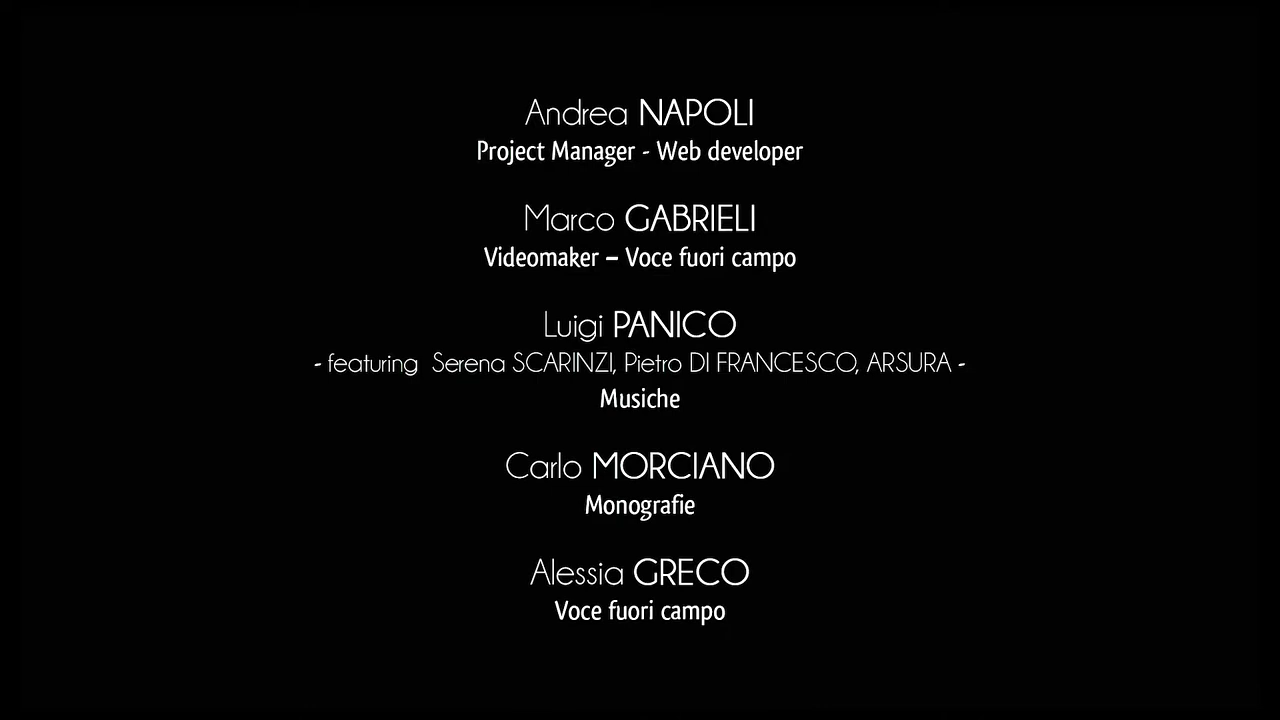 Andrea NAPOLI
Project Manager - Web developer
Marco GABRIELI
Videomaker – Voce fuori campo
Luigi PANICO
- featuring  Serena SCARINZI, Pietro DI FRANCESCO, ARSURA -
Musiche
Carlo MORCIANO
Monografie
Alessia GRECO
Voce fuori campo